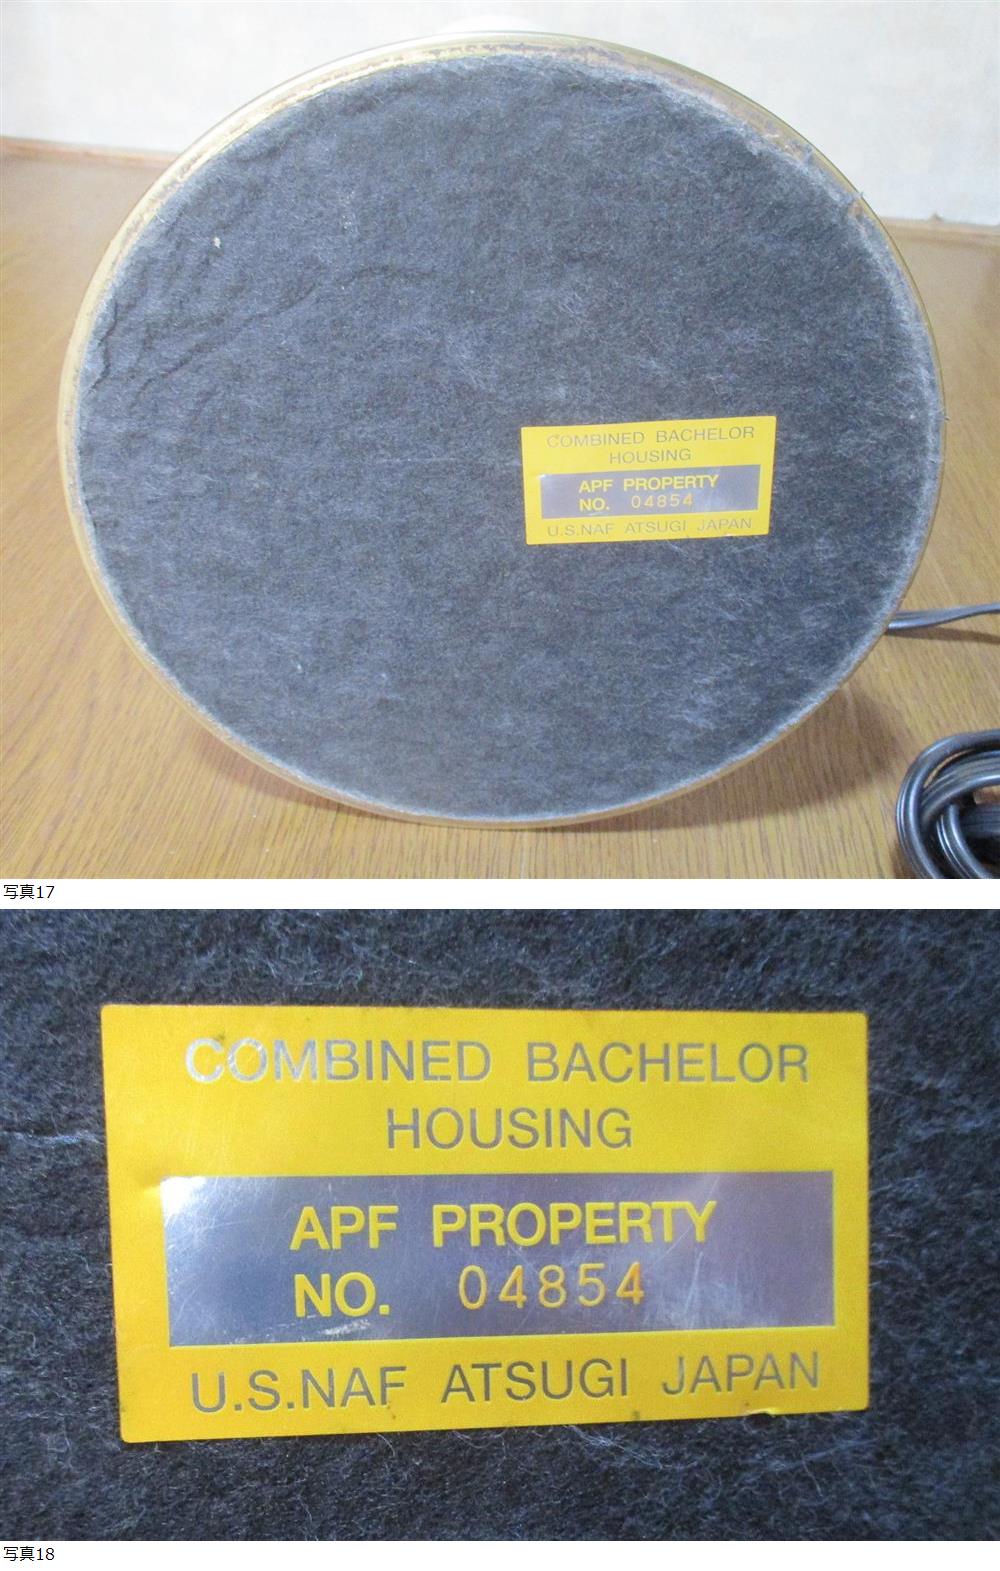 COMBINED BACHELOR
HOUSING
APF PROPERTY
NO. 04854
U.S.NAF ATSUGI JAPAN
写真17
COMBINED BACHELOR
HOUSING
APF PROPERTY
NO. 04854
U.S.NAF ATSUGI JAPAN
写真18